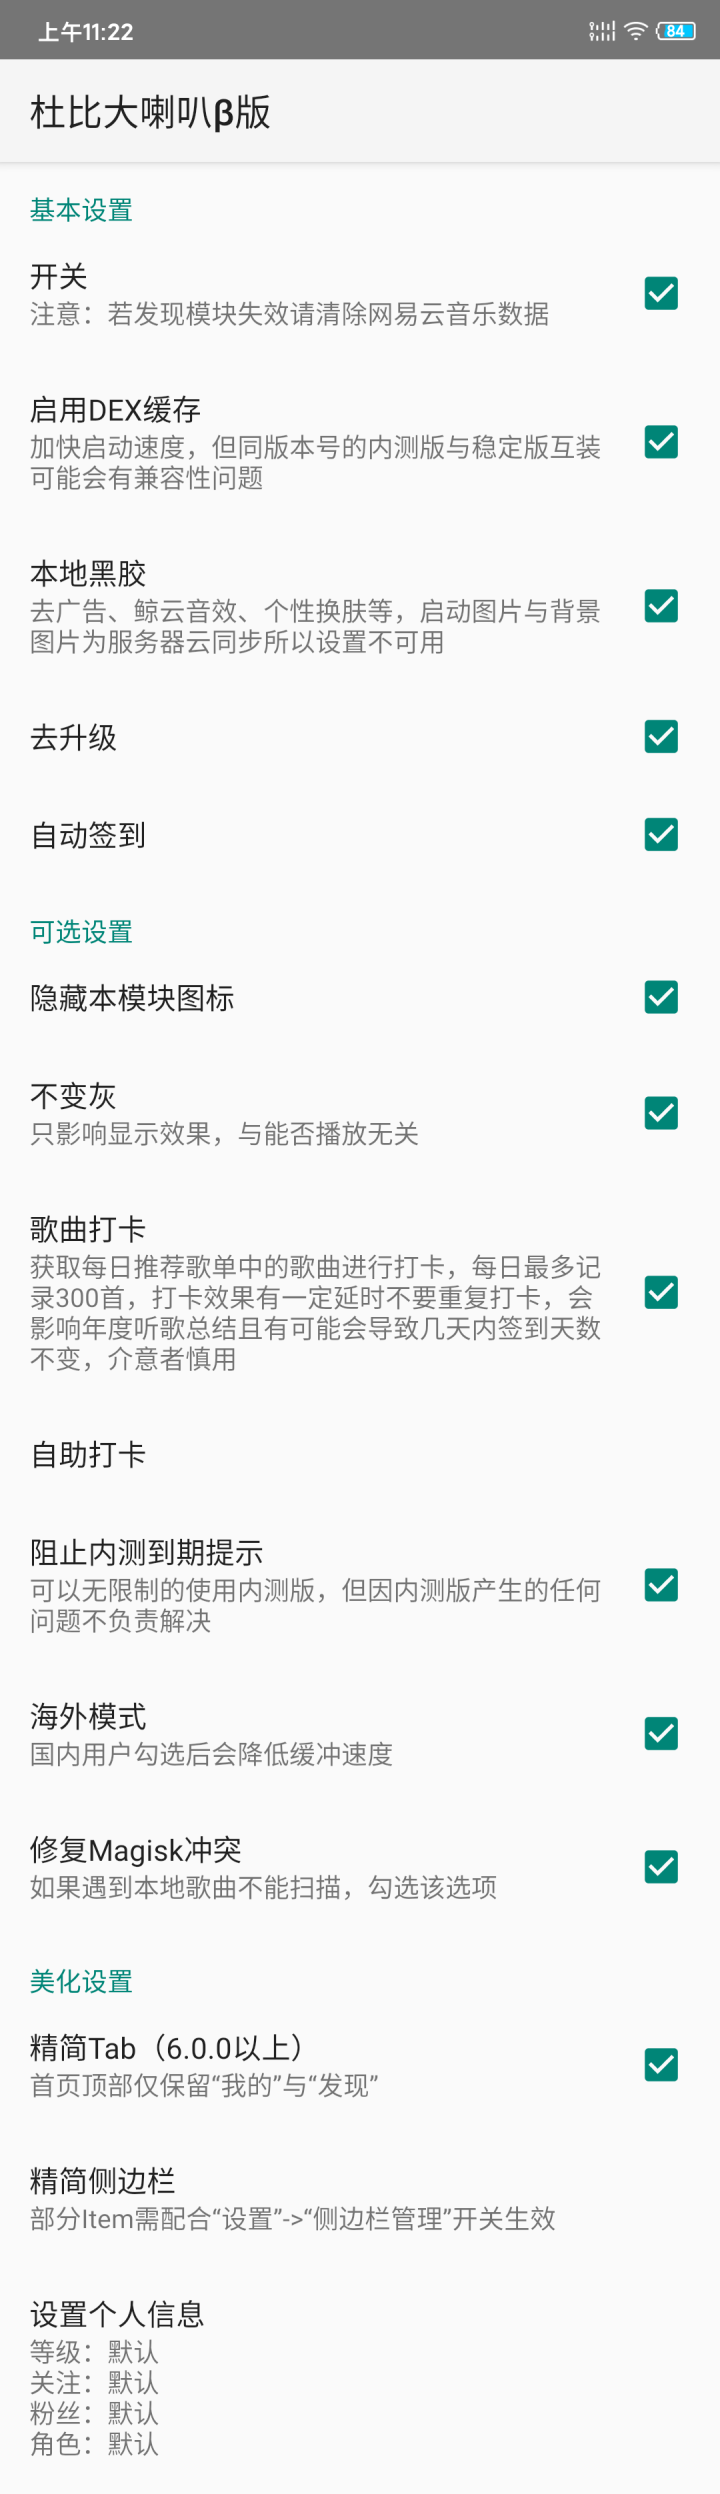 上午11:22
84
杜比大喇叭β版
基本设置
开关
注意：若发现模块失效请清除网易云音乐数据
启用DEX缓存
加快启动速度，但同版本号的内测版与稳定版互装
可能会有兼容性问题
本地黑胶
去广告、鲸云音效、个性换肤等，启动图片与背景
图片为服务器云同步所以设置不可用
去升级
自动签到
可选设置
隐藏本模块图标
不变灰
只影响显示效果，与能否播放无关
歌曲打卡
获取每日推荐歌单中的歌曲进行打卡，每日最多记
录300首，打卡效果有一定延时不要重复打卡，会
影响年度听歌总结且有可能会导致几天内签到天数
不变，介意者慎用
自助打卡
阻止内测到期提示
可以无限制的使用内测版，但因内测版产生的任何
问题不负责解决
海外模式
国内用户勾选后会降低缓冲速度
修复Magisk冲突
如果遇到本地歌曲不能扫描，勾选该选项
美化设置
精简Tab（6.0.0以上）
首页顶部仅保留“我的”与“发现”
精简侧边栏
部分Item需配合“设置”->“侧边栏管理”开关生效
设置个人信息
等级：默认
关注：默认
粉丝：默认
角色：默认